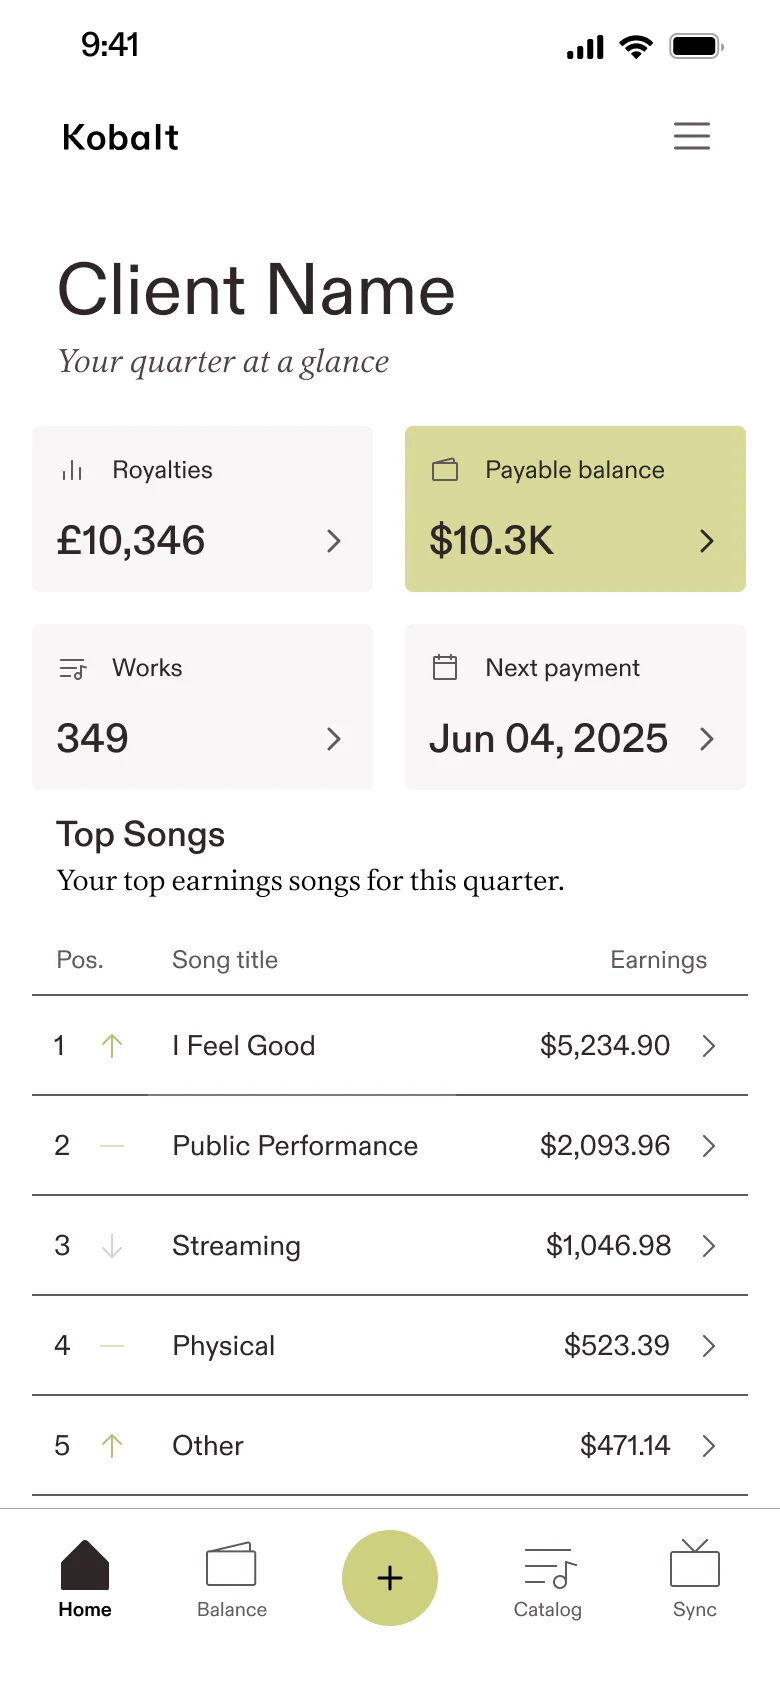 9:41
Kobalt
Client Name
Your quarter at a glance
Royalties
£10,346
Payable balance
$10.3K
Works
349
Next payment
Jun 04, 2025
Top Songs
Your top earnings songs for this quarter.
Pos. Song title Earnings
1 I Feel Good $5,234.90
2 Public Performance $2,093.96
3 Streaming $1,046.98
4 Physical $523.39
5 Other $471.14
Home Balance Catalog Sync